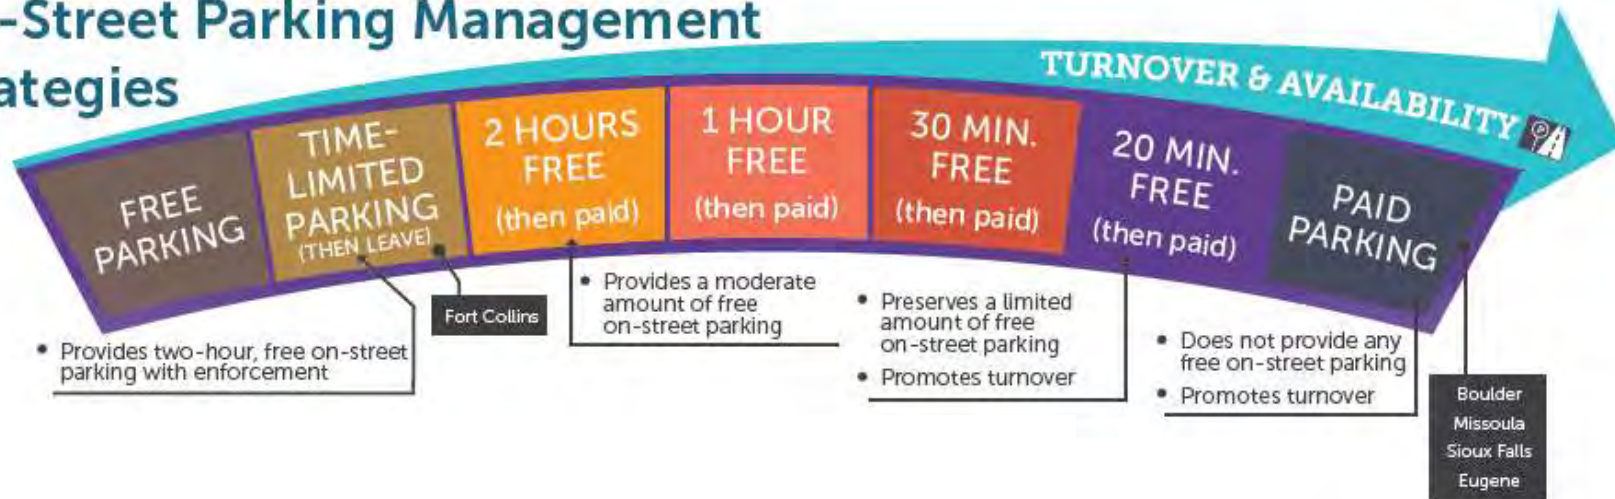 -Street Parking Management
ategies
TURNOVER & AVAILABILITY
FREE
PARKING
TIME-
LIMITED
PARKING
(THEN LEAVE)
2 HOURS
FREE
(then paid)
1 HOUR
FREE
(then paid)
30 MIN.
FREE
(then paid)
20 MIN.
FREE
(then paid)
PAID
PARKING
• Provides two-hour, free on-street
parking with enforcement
Fort Collins
• Provides a moderate
amount of free
on-street parking
• Preserves a limited
amount of free
on-street parking
• Promotes turnover
• Does not provide any
free on-street parking
• Promotes turnover
Boulder
Missoula
Sioux Falls
Eugene